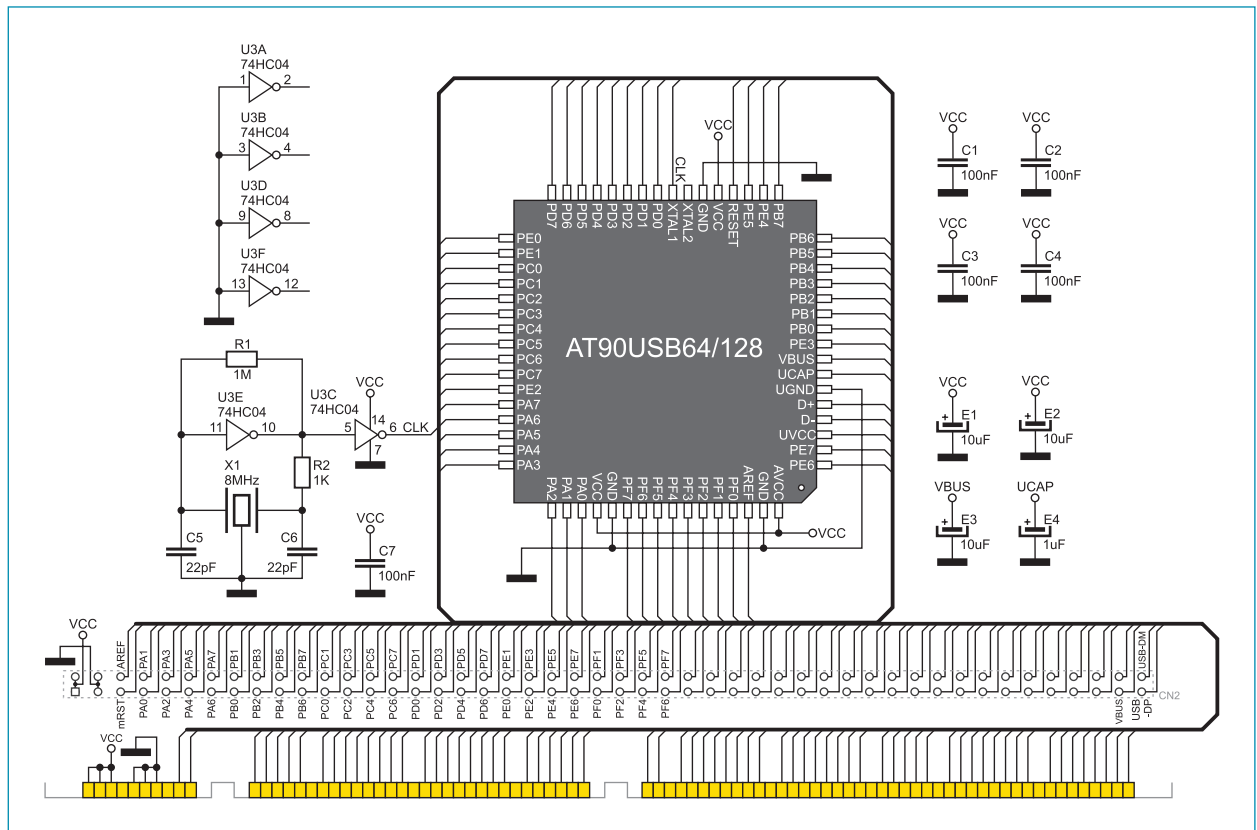 U3A
74HC04
1 2
U3B
74HC04
3 4
U3D
74HC04
9 8
U3F
74HC04
13 12
R1
1M
U3E
74HC04
11 10
U3C
74HC04
VCC
14
5 6 CLK
7
R2
1K
X1
8MHz
C5
22pF
C6
22pF
VCC
C7
100nF
VCC
CLK
PD7
PD6
PD5
PD4
PD3
PD2
PD1
PD0
XTAL1
XTAL2
GND
VCC
RESET
PE5
PE4
PB7
PE0
PE1
PC0
PC1
PC2
PC3
PC4
PC5
PC6
PC7
PE2
PA7
PA6
PA5
PA4
PA3
AT90USB64/128
PB6
PB5
PB4
PB3
PB2
PB1
PB0
PE3
VBUS
UCAP
UGND
D+
D-
UVCC
PE7
PE6
PA2
PA1
PA0
VCC
GND
PF7
PF6
PF5
PF4
PF3
PF2
PF1
PF0
AREF
GND
AVCC
VCC
VCC
C1
100nF
VCC
C2
100nF
VCC
C3
100nF
VCC
C4
100nF
VCC
+ E1
10uF
VCC
+ E2
10uF
VBUS
+ E3
10uF
UCAP
+ E4
1uF
VCC
AREF
PA1
PA3
PA5
PA7
PB1
PB3
PB5
PB7
PC1
PC3
PC5
PC7
PD1
PD3
PD5
PD7
PE1
PE3
PE5
PE7
PF1
PF3
PF5
PF7
USB-DM
mRST
PA0
PA2
PA4
PA6
PB0
PB2
PB4
PB6
PC0
PC2
PC4
PC6
PD0
PD2
PD4
PD6
PE0
PE2
PE4
PE6
PF0
PF2
PF4
PF6
VBUS
USB
-DP
CN2
VCC